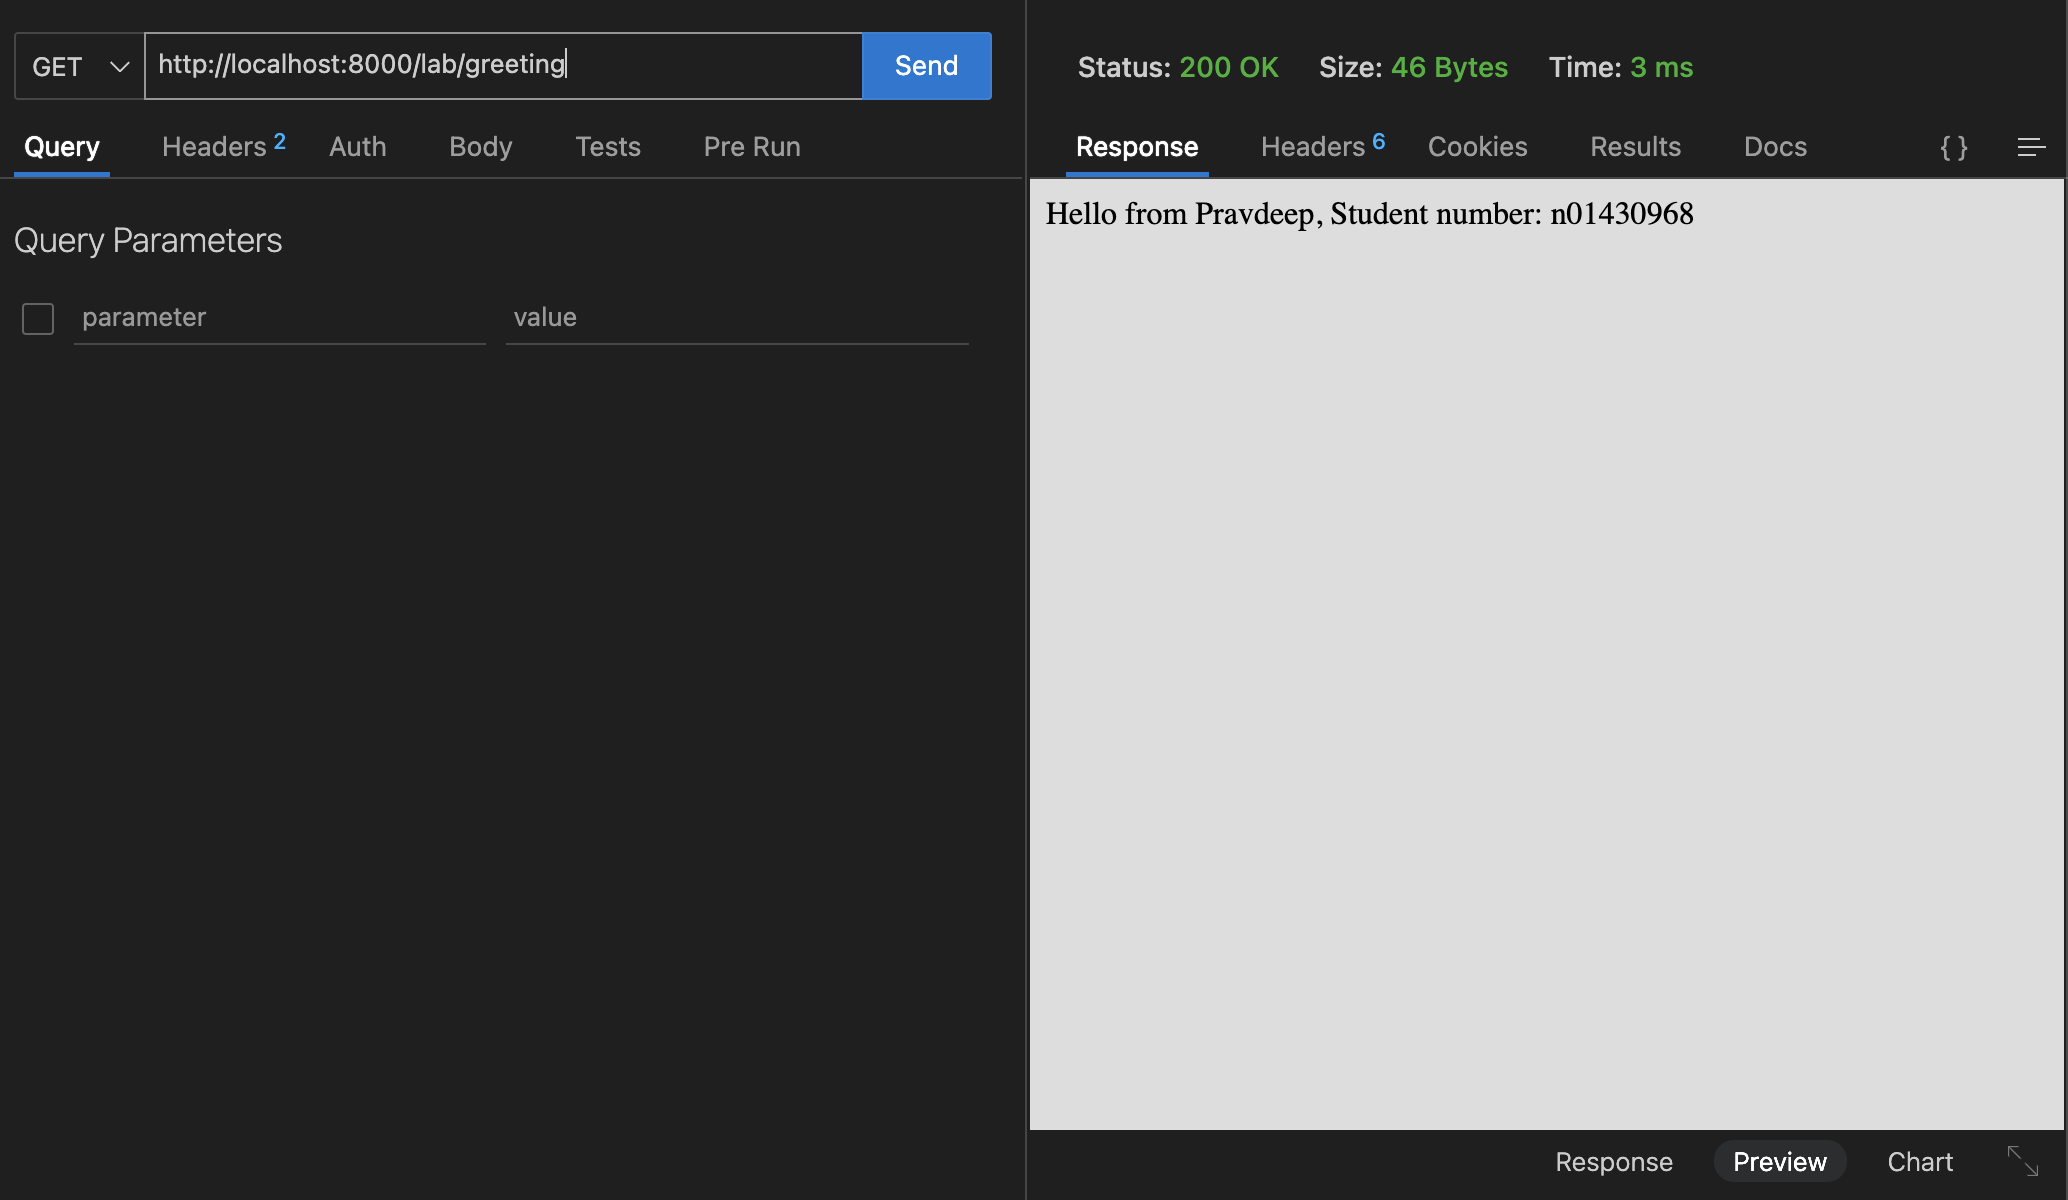 GET http://localhost:8000/lab/greeting Send
Query Headers 2 Auth Body Tests Pre Run
Query Parameters
parameter value
Status: 200 OK Size: 46 Bytes Time: 3 ms
Response Headers 6 Cookies Results Docs { }
Hello from Pravdeep, Student number: n01430968
Response Preview Chart